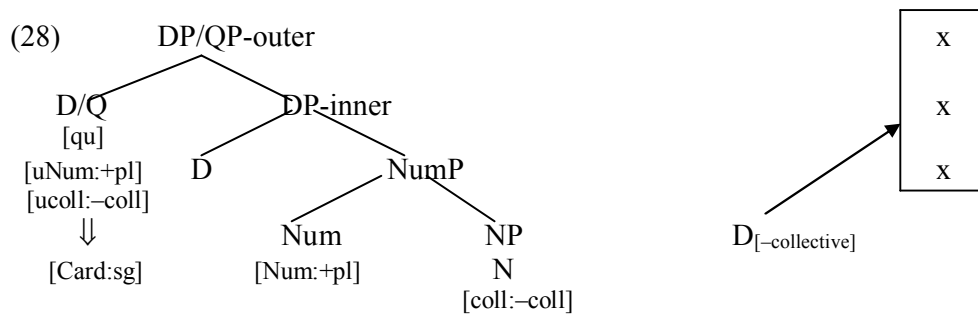 (28) DP/QP-outer x
D/Q DP-inner x
[qu]
[uNum:+pl] D NumP x
[ucoll:–coll]
⇓ Num NP D[–collective]
[Card:sg] [Num:+pl] N
[coll:–coll]